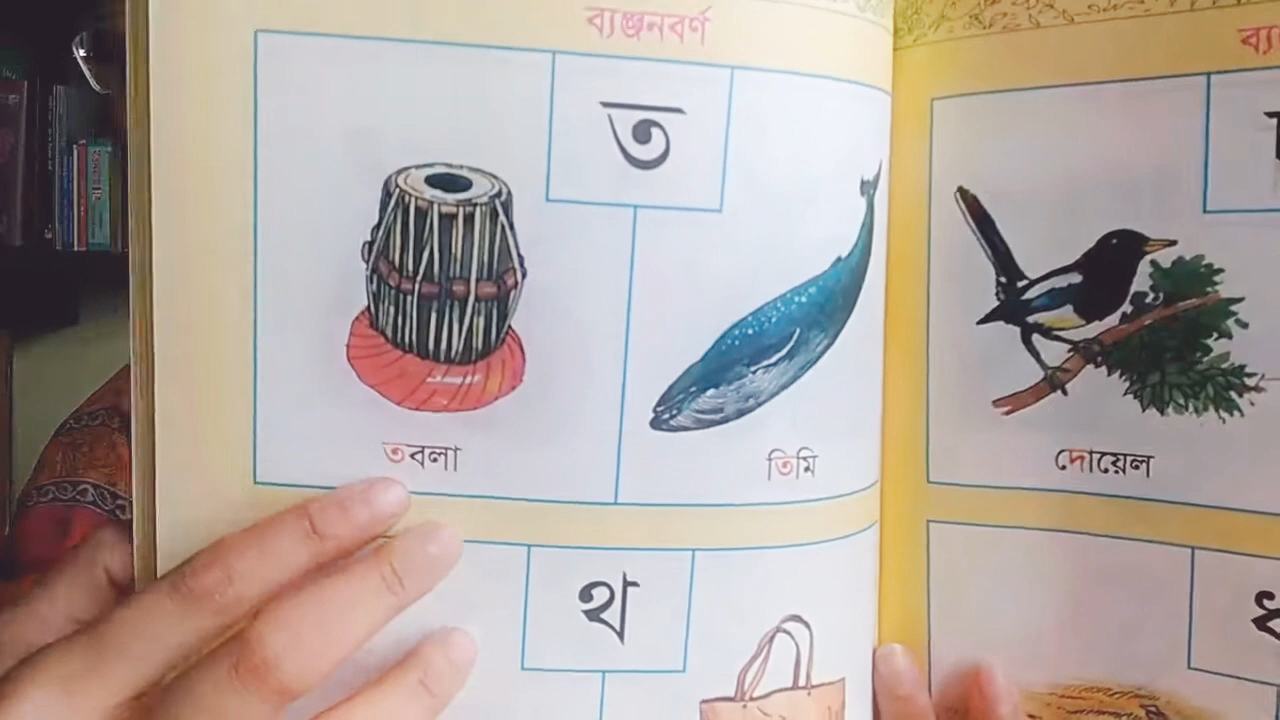 ব্যঞ্জনবর্ণ
ত
তবলা
তিমি
থ
দোয়েল